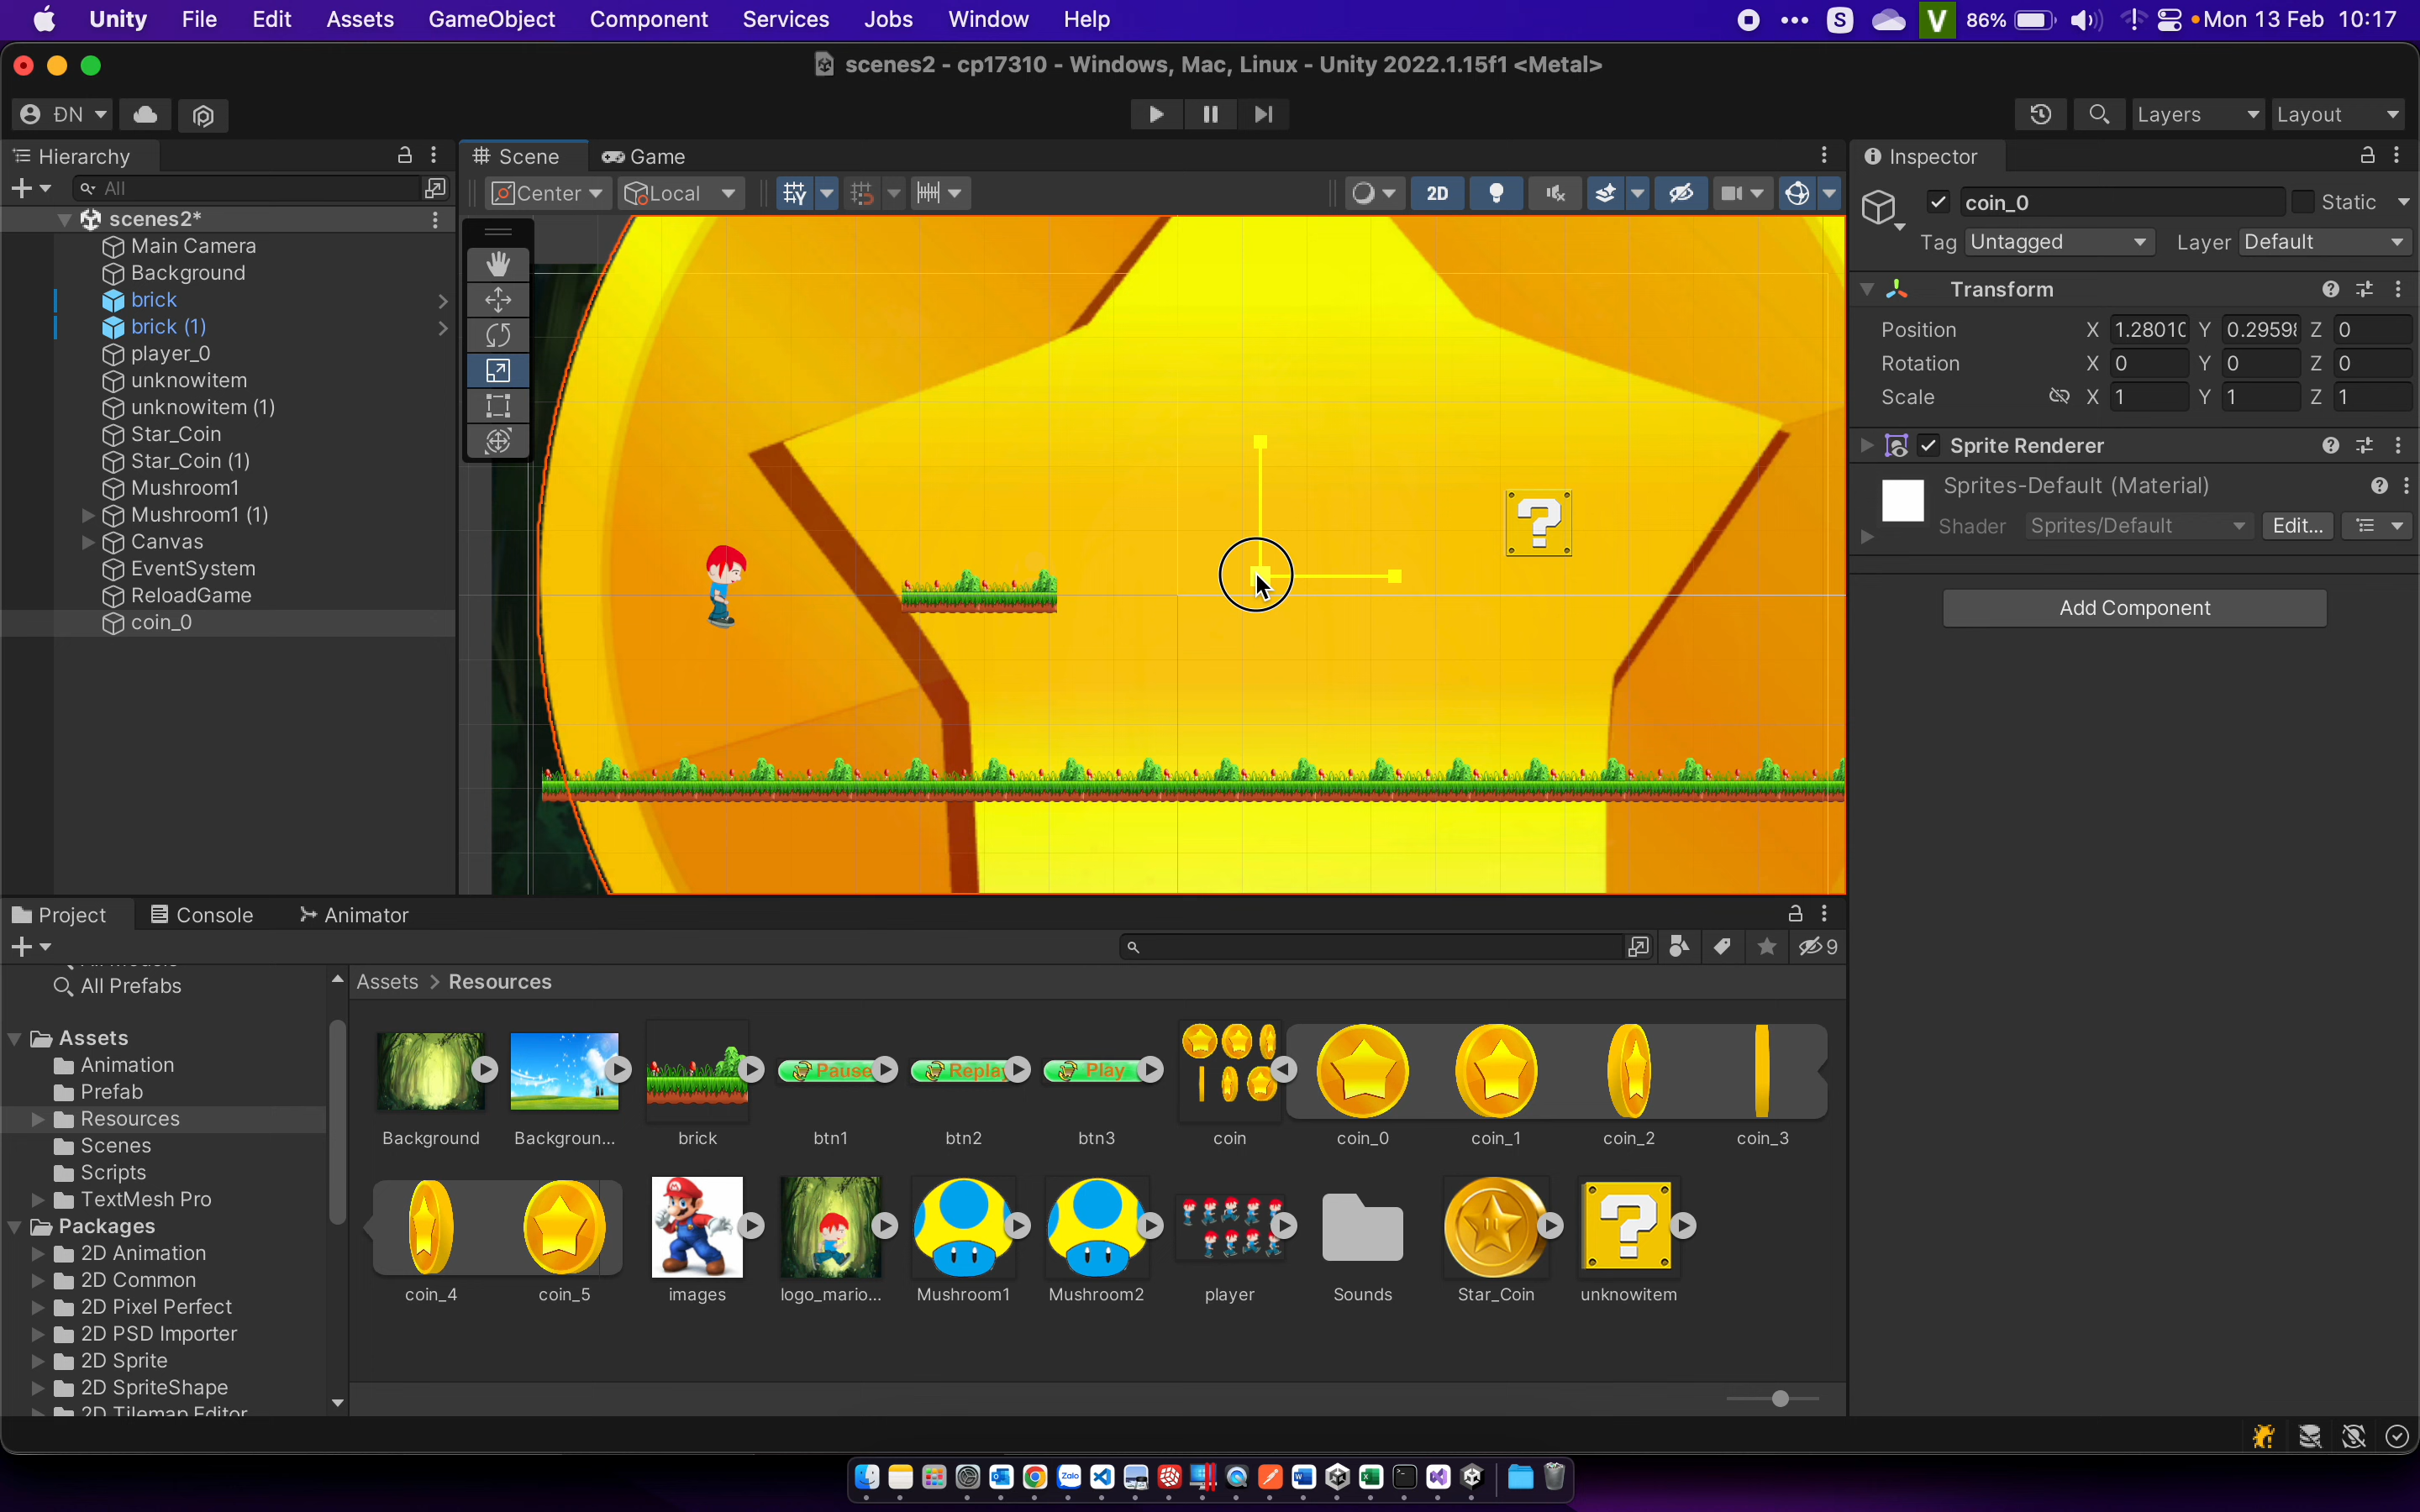 Unity File Edit Assets GameObject Component Services Jobs Window Help S V 86% Mon 13 Feb 10:17
scenes2 - cp17310 - Windows, Mac, Linux - Unity 2022.1.15f1 <Metal>
ĐN Layers Layout
Hierarchy
All
scenes2*
Main Camera
Background
brick
brick (1)
player_0
unknowitem
unknowitem (1)
Star_Coin
Star_Coin (1)
Mushroom1
Mushroom1 (1)
Canvas
EventSystem
ReloadGame
coin_0
Scene Game
Center Local 2D
Inspector
coin_0 Static
Tag Untagged Layer Default
Transform
Position X 1.28010 Y 0.29598 Z 0
Rotation X 0 Y 0 Z 0
Scale X 1 Y 1 Z 1
Sprite Renderer
Sprites-Default (Material)
Shader Sprites/Default Edit...
Add Component
Project Console Animator
9
All Prefabs
Assets
Animation
Prefab
Resources
Scenes
Scripts
TextMesh Pro
Packages
2D Animation
2D Common
2D Pixel Perfect
2D PSD Importer
2D Sprite
2D SpriteShape
2D Tilemap Editor
Assets > Resources
Pause Replay Play
Background Backgroun... brick btn1 btn2 btn3 coin coin_0 coin_1 coin_2 coin_3
coin_4 coin_5 images logo_mario... Mushroom1 Mushroom2 player Sounds Star_Coin unknowitem
Zalo